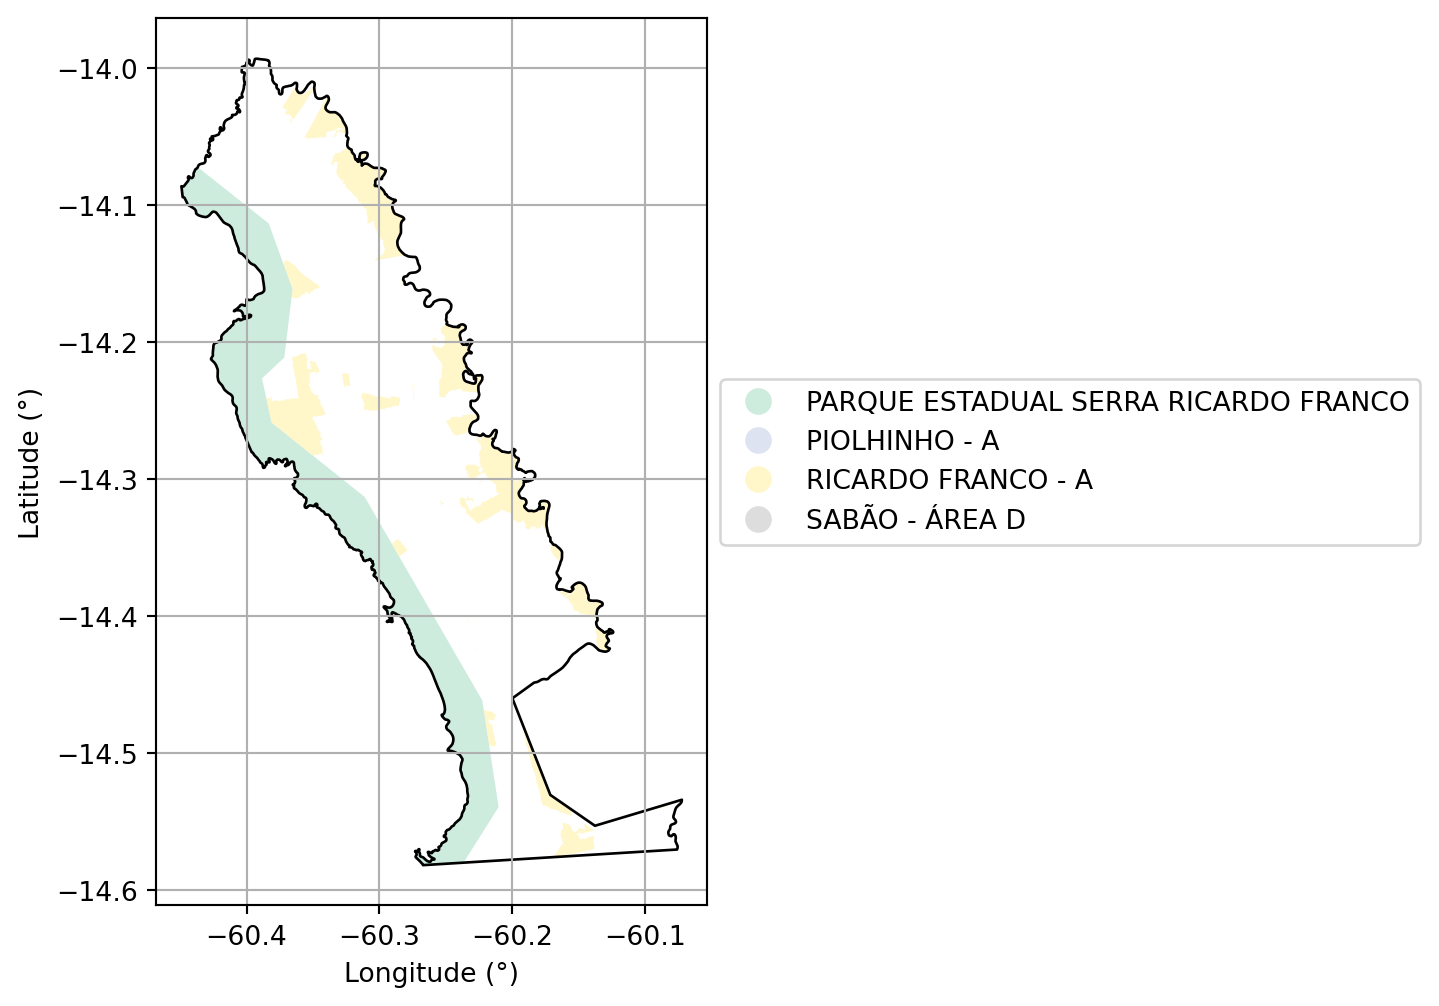 −14.0
−14.1
−14.2
−14.3
−14.4
−14.5
−14.6
Latitude (°)
−60.4 −60.3 −60.2 −60.1
Longitude (°)
PARQUE ESTADUAL SERRA RICARDO FRANCO
PIOLHINHO - A
RICARDO FRANCO - A
SABÃO - ÁREA D